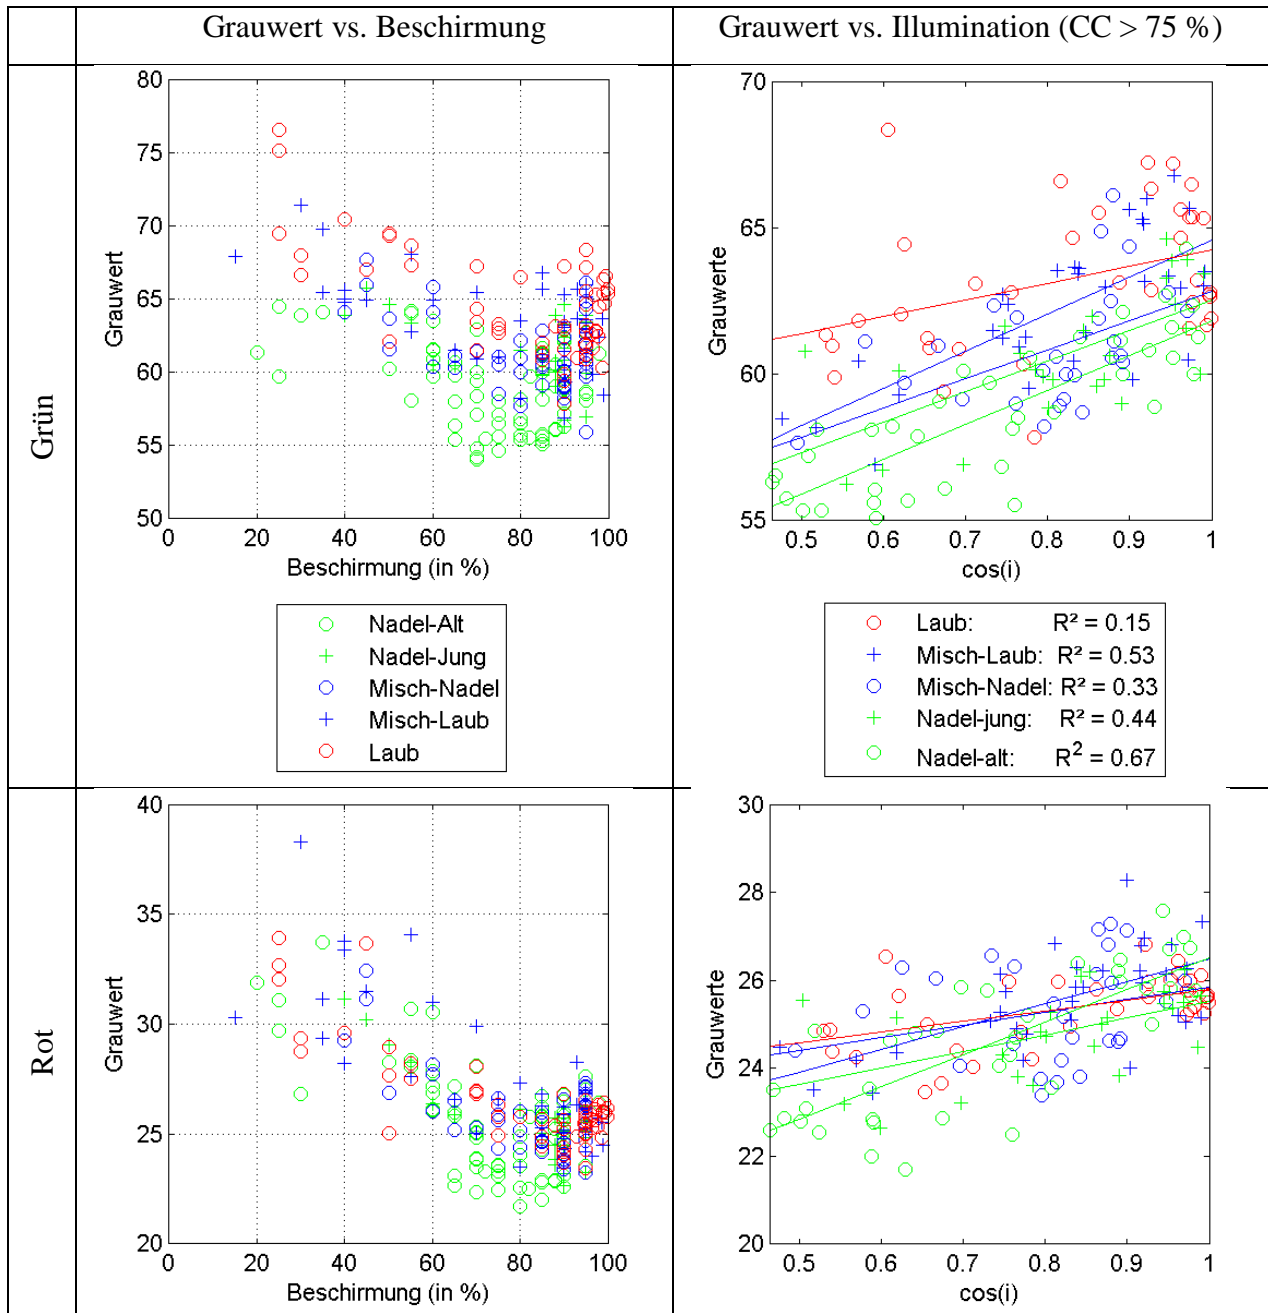 Grauwert vs. Beschirmung
Grauwert vs. Illumination (CC > 75 %)
Grün
80
75
70
65
60
55
50
Grauwert
0 20 40 60 80 100
Beschirmung (in %)
Nadel-Alt
Nadel-Jung
Misch-Nadel
Misch-Laub
Laub
70
65
60
55
Grauwerte
0.5 0.6 0.7 0.8 0.9 1
cos(i)
Laub: R² = 0.15
Misch-Laub: R² = 0.53
Misch-Nadel: R² = 0.33
Nadel-jung: R² = 0.44
Nadel-alt: R² = 0.67
Rot
40
35
30
25
20
Grauwert
0 20 40 60 80 100
Beschirmung (in %)
30
28
26
24
22
20
Grauwerte
0.5 0.6 0.7 0.8 0.9 1
cos(i)